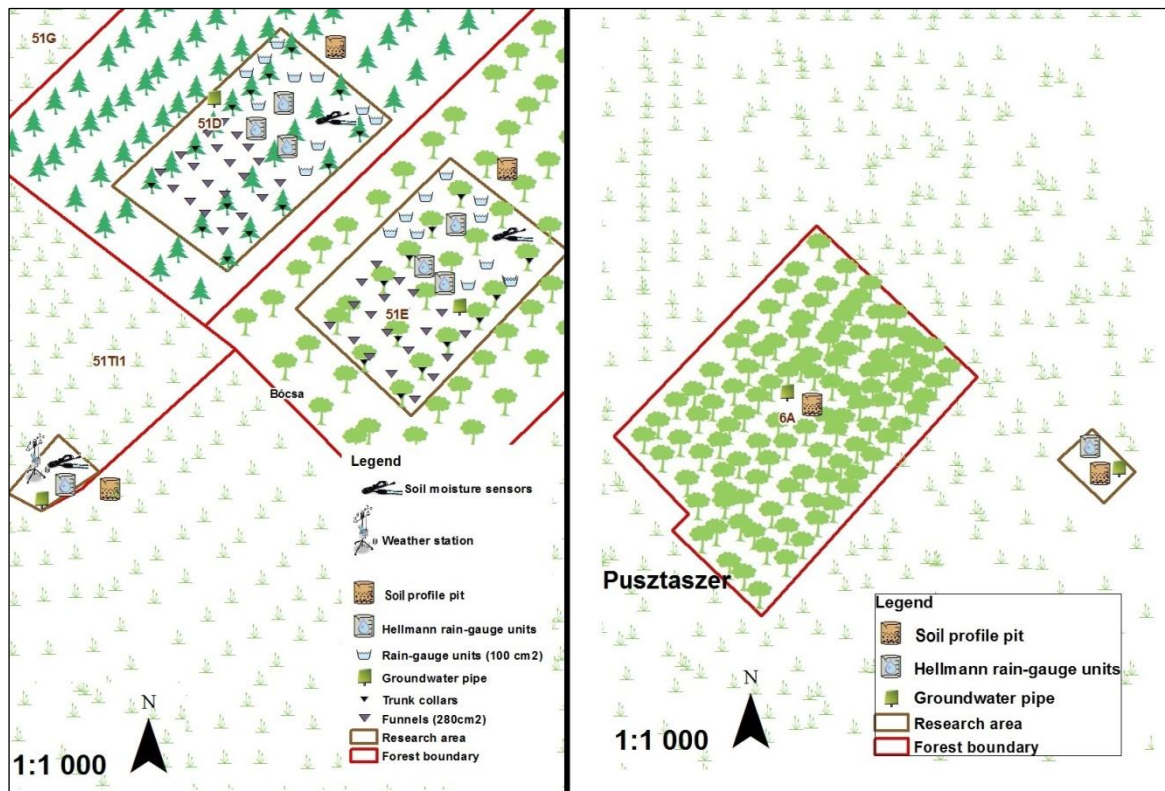 51G
51D
51E
51TI1
Bócsa
Legend
Soil moisture sensors
Weather station
Soil profile pit
Hellmann rain-gauge units
Rain-gauge units (100 cm2)
Groundwater pipe
Trunk collars
Funnels (280cm2)
Research area
Forest boundary
N
1:1 000
6A
Pusztaszer
Legend
Soil profile pit
Hellmann rain-gauge units
Groundwater pipe
Research area
Forest boundary
N
1:1 000